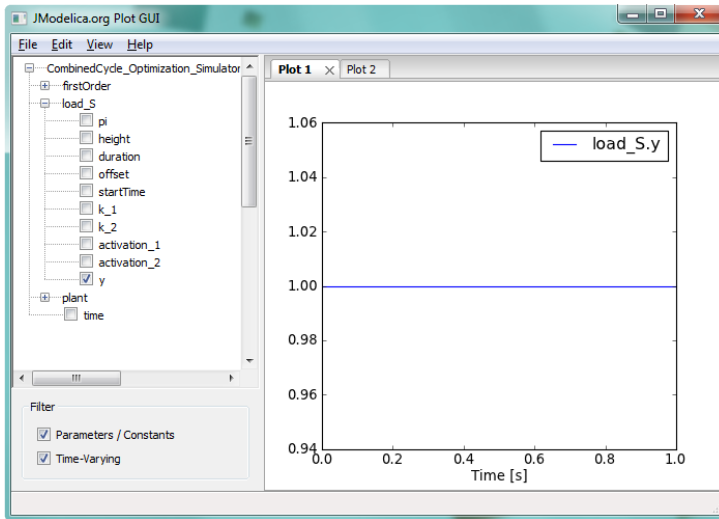 JModelica.org Plot GUI
File Edit View Help
CombinedCycle_Optimization_Simulator
firstOrder
load_S
pi
height
duration
offset
startTime
k_1
k_2
activation_1
activation_2
y
plant
time
Filter
Parameters / Constants
Time-Varying
Plot 1 Plot 2
load_S.y
1.06
1.04
1.02
1.00
0.98
0.96
0.94
0.0 0.2 0.4 0.6 0.8 1.0
Time [s]